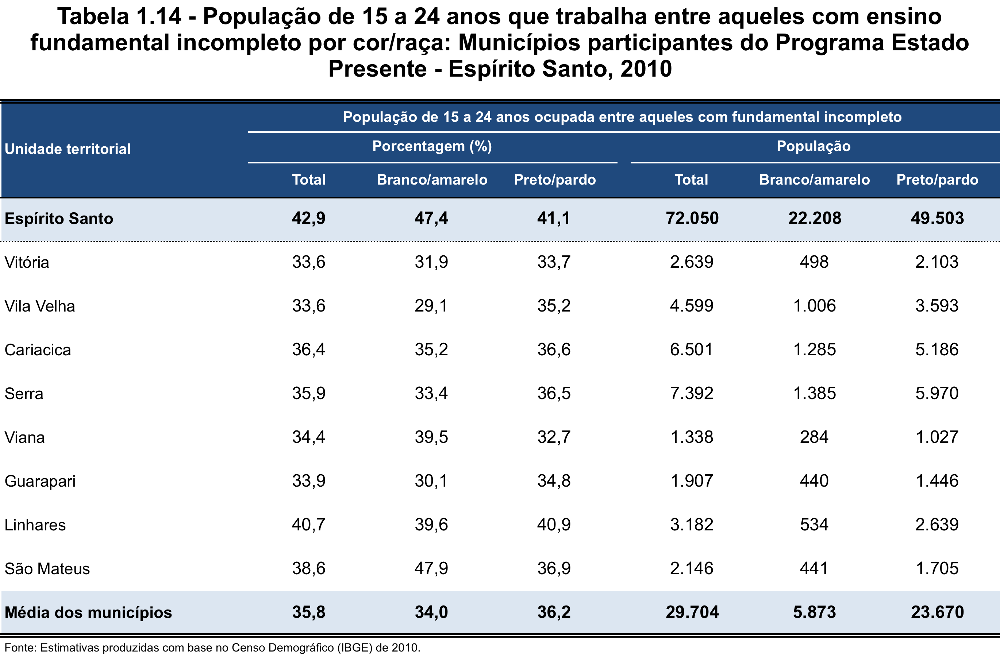 Tabela 1.14 - População de 15 a 24 anos que trabalha entre aqueles com ensino
fundamental incompleto por cor/raça: Municípios participantes do Programa Estado
Presente - Espírito Santo, 2010
População de 15 a 24 anos ocupada entre aqueles com fundamental incompleto
Unidade territorial Porcentagem (%) População
Total Branco/amarelo Preto/pardo Total Branco/amarelo Preto/pardo
Espírito Santo 42,9 47,4 41,1 72.050 22.208 49.503
Vitória 33,6 31,9 33,7 2.639 498 2.103
Vila Velha 33,6 29,1 35,2 4.599 1.006 3.593
Cariacica 36,4 35,2 36,6 6.501 1.285 5.186
Serra 35,9 33,4 36,5 7.392 1.385 5.970
Viana 34,4 39,5 32,7 1.338 284 1.027
Guarapari 33,9 30,1 34,8 1.907 440 1.446
Linhares 40,7 39,6 40,9 3.182 534 2.639
São Mateus 38,6 47,9 36,9 2.146 441 1.705
Média dos municípios 35,8 34,0 36,2 29.704 5.873 23.670
Fonte: Estimativas produzidas com base no Censo Demográfico (IBGE) de 2010.